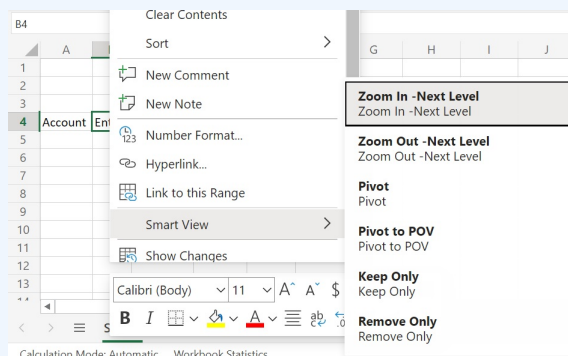 B4
Clear Contents
Sort
New Comment
New Note
Number Format...
Hyperlink...
Link to this Range
Smart View
Show Changes
A G H I J
1
2
3
4 Account Ent
5
6
7
8
9
10
11
12
13
Zoom In -Next Level
Zoom In -Next Level
Zoom Out -Next Level
Zoom Out -Next Level
Pivot
Pivot
Pivot to POV
Pivot to POV
Keep Only
Keep Only
Remove Only
Remove Only
Calibri (Body) 11 A^ A˅ $
B I A ab .0
S
Calculation Mode: Automatic Workbook Statistics